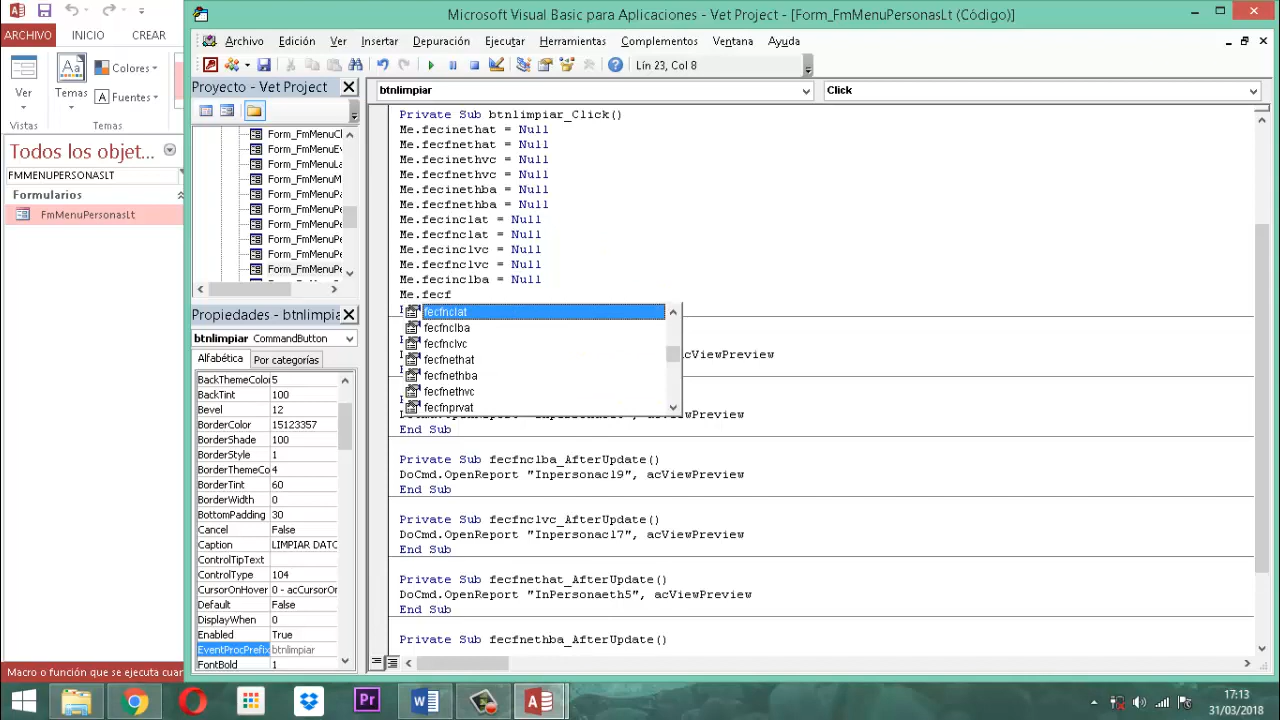 Microsoft Visual Basic para Aplicaciones - Vet Project - [Form_FmMenuPersonasLt (Código)]
ARCHIVO INICIO CREAR
Archivo Edición Ver Insertar Depuración Ejecutar Herramientas Complementos Ventana Ayuda
Lín 23, Col 8
Ver
Vistas
Temas
Colores
Fuentes
Temas
Todos los objet...
FMMENUPERSONASLT
Formularios
FmMenuPersonasLt
Macro o función que se ejecuta cuan
Proyecto - Vet Project
Form_FmMenuCl
Form_FmMenuEv
Form_FmMenuLa
Form_FmMenuM
Form_FmMenuPa
Form_FmMenuPe
Form_FmMenuPe
Form_FmMenuPe
Form_FmMenuPe
Form_FmMenuPe
Propiedades - btnlimpia
btnlimpiar CommandButton
Alfabética Por categorías
BackThemeColor 5
BackTint 100
Bevel 12
BorderColor 15123357
BorderShade 100
BorderStyle 1
BorderThemeCo 4
BorderTint 60
BorderWidth 0
BottomPadding 30
Cancel False
Caption LIMPIAR DATO
ControlTipText
ControlType 104
CursorOnHover 0 - acCursorOn
Default False
DisplayWhen 0
Enabled True
EventProcPrefix btnlimpiar
FontBold 1
btnlimpiar Click
Private Sub btnlimpiar_Click()
Me.fecinethat = Null
Me.fecfnethat = Null
Me.fecinethvc = Null
Me.fecfnethvc = Null
Me.fecinethba = Null
Me.fecfnethba = Null
Me.fecinclat = Null
Me.fecfnclat = Null
Me.fecinclvc = Null
Me.fecfnclvc = Null
Me.fecinclba = Null
Me.fecf
fecfnclat
fecfnclba
fecfnclvc
fecfnethat
fecfnethba
fecfnethvc
fecfnprvat
cViewPreview
acViewPreview
End Sub
Private Sub fecfnclba_AfterUpdate()
DoCmd.OpenReport "Inpersonacl9", acViewPreview
End Sub
Private Sub fecfnclvc_AfterUpdate()
DoCmd.OpenReport "Inpersonacl7", acViewPreview
End Sub
Private Sub fecfnethat_AfterUpdate()
DoCmd.OpenReport "InPersonaeth5", acViewPreview
End Sub
Private Sub fecfnethba_AfterUpdate()
Pr
17:13
31/03/2018